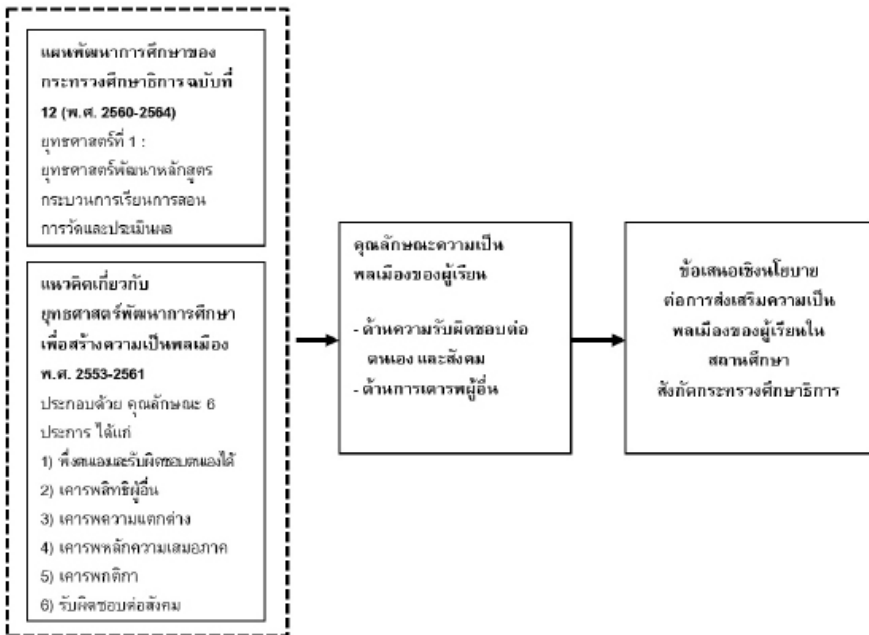 แผนพัฒนาการศึกษาของ
กระทรวงศึกษาธิการ ฉบับที่
12 (พ.ศ. 2560-2564)
ยุทธศาสตร์ที่ 1 :
ยุทธศาสตร์พัฒนาหลักสูตร
กระบวนการเรียนการสอน
การวัดและประเมินผล
แนวคิดเกี่ยวกับ
ยุทธศาสตร์พัฒนาการศึกษา
เพื่อสร้างความเป็นพลเมือง
พ.ศ. 2553-2561
ประกอบด้วย คุณลักษณะ 6
ประการ ได้แก่
1) พึ่งตนเองและรับผิดชอบตนเองได้
2) เคารพสิทธิผู้อื่น
3) เคารพความแตกต่าง
4) เคารพหลักความเสมอภาค
5) เคารพกติกา
6) รับผิดชอบต่อสังคม
คุณลักษณะความเป็น
พลเมืองของผู้เรียน
- ด้านความรับผิดชอบต่อ
ตนเอง และสังคม
- ด้านการเคารพผู้อื่น
ข้อเสนอเชิงนโยบาย
ต่อการส่งเสริมความเป็น
พลเมืองของผู้เรียนใน
สถานศึกษา
สังกัดกระทรวงศึกษาธิการ